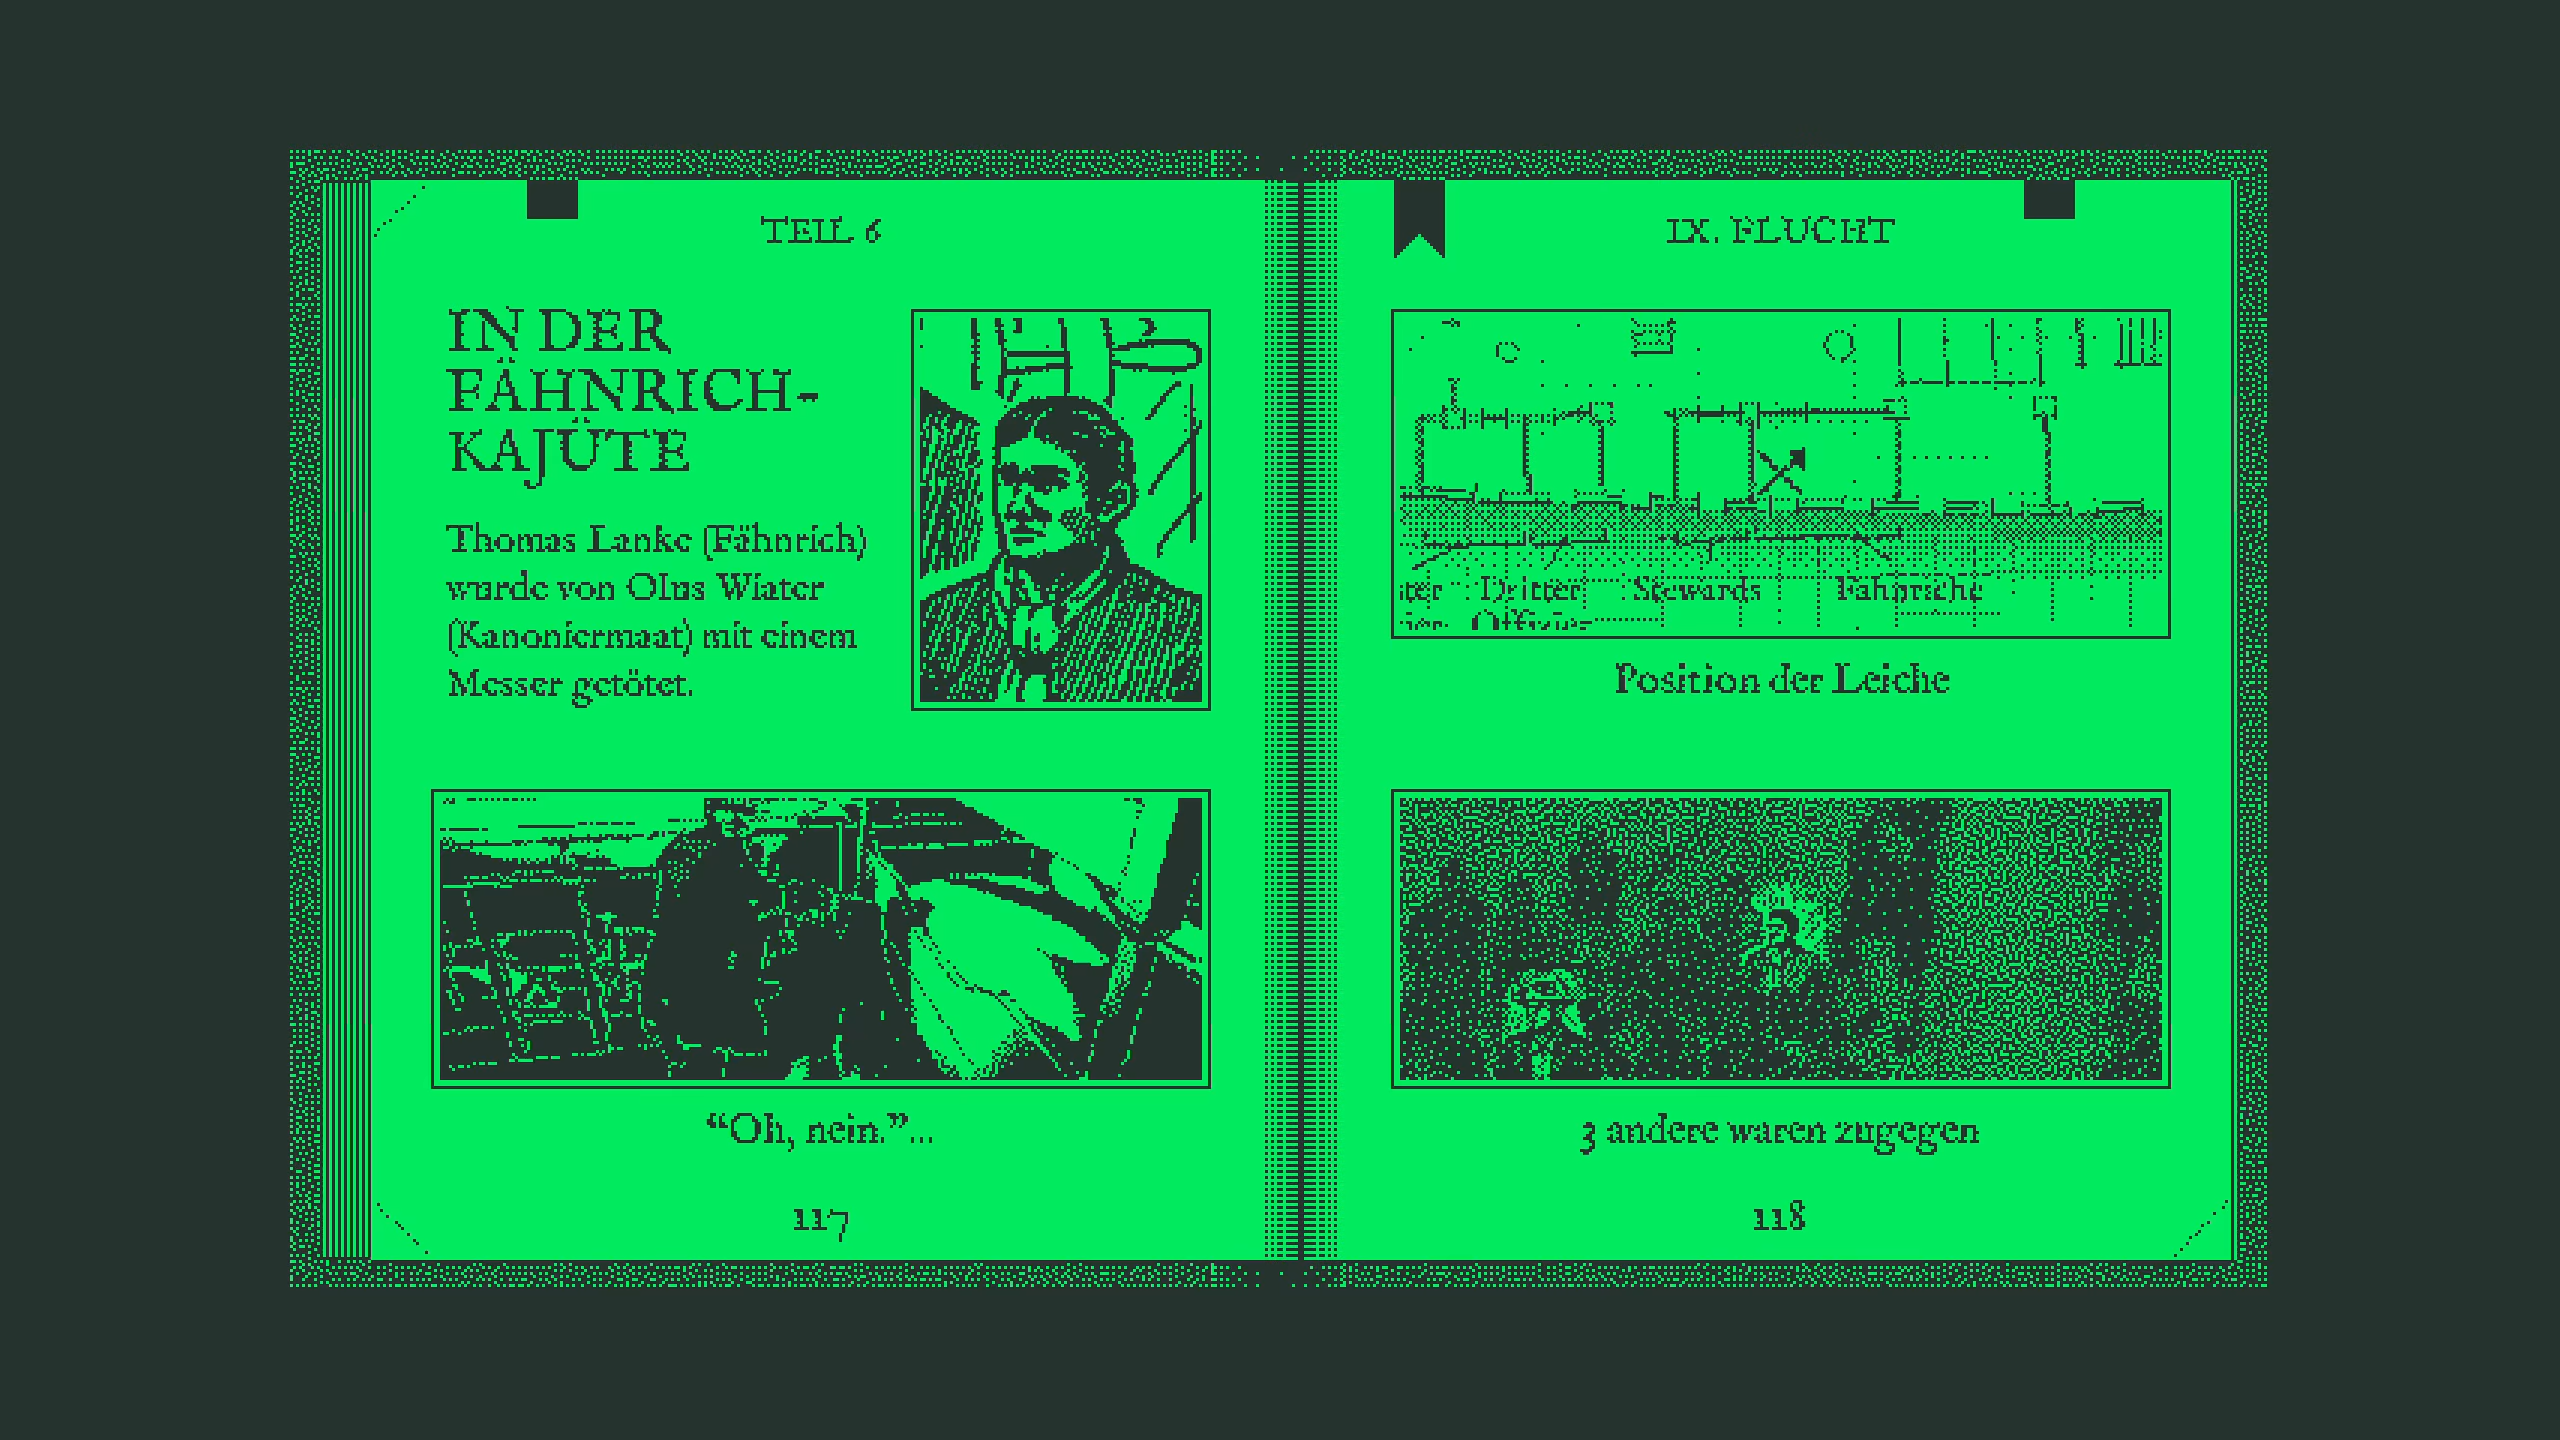 TEIL 6
IN DER
FÄHNRICH-
KAJÜTE
Thomas Lanke (Fähnrich)
wurde von Olus Wiater
(Kanoniermaat) mit einem
Messer getötet.
“Oh, nein.”...
117
IX. FLUCHT
Dritter Stewards Fähnriche
Offizier
Position der Leiche
3 andere waren zugegen
118